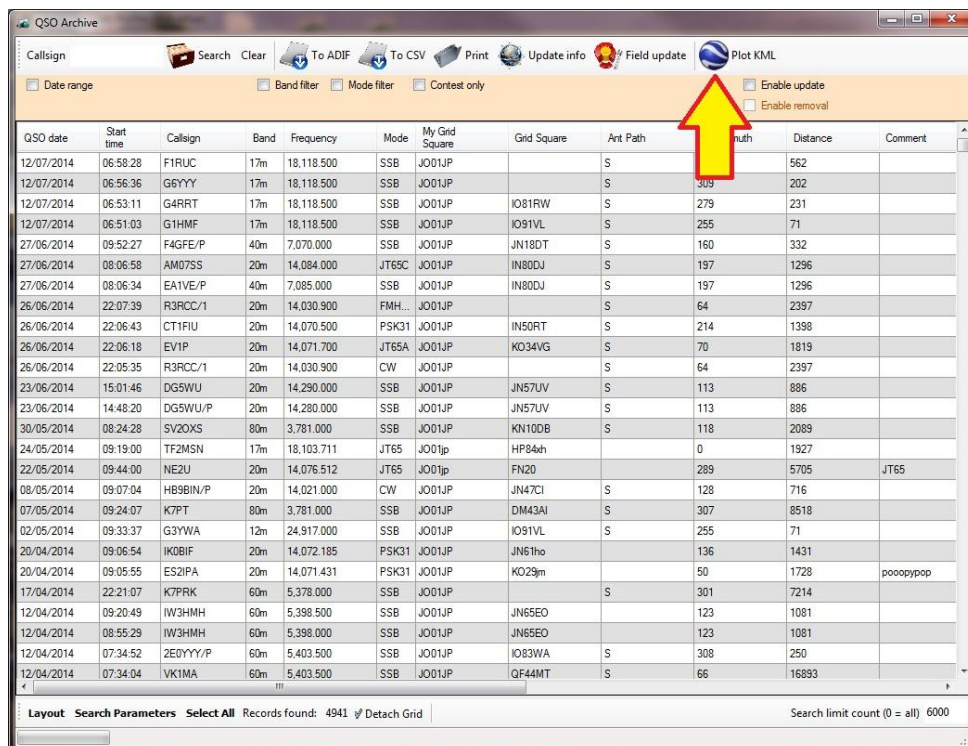 QSO Archive
Callsign Search Clear To ADIF To CSV Print Update info Field update Plot KML
Date range Band filter Mode filter Contest only Enable update
Enable removal
QSO date Start time Callsign Band Frequency Mode My Grid Square Grid Square Ant Path muth Distance Comment
12/07/2014 06:58:28 F1RUC 17m 18,118.500 SSB JO01JP S 562
12/07/2014 06:56:36 G6YYY 17m 18,118.500 SSB JO01JP S 309 202
12/07/2014 06:53:11 G4RRT 17m 18,118.500 SSB JO01JP IO81RW S 279 231
12/07/2014 06:51:03 G1HMF 17m 18,118.500 SSB JO01JP IO91VL S 255 71
27/06/2014 09:52:27 F4GFE/P 40m 7,070.000 SSB JO01JP JN18DT S 160 332
27/06/2014 08:06:58 AM07SS 20m 14,084.000 JT65C JO01JP IN80DJ S 197 1296
27/06/2014 08:06:34 EA1VE/P 40m 7,085.000 SSB JO01JP IN80DJ S 197 1296
26/06/2014 22:07:39 R3RCC/1 20m 14,030.900 FMH... JO01JP S 64 2397
26/06/2014 22:06:43 CT1FIU 20m 14,070.500 PSK31 JO01JP IN50RT S 214 1398
26/06/2014 22:06:18 EV1P 20m 14,071.700 JT65A JO01JP KO34VG S 70 1819
26/06/2014 22:05:35 R3RCC/1 20m 14,030.900 CW JO01JP S 64 2397
23/06/2014 15:01:46 DG5WU 20m 14,290.000 SSB JO01JP JN57UV S 113 886
23/06/2014 14:48:20 DG5WU/P 20m 14,280.000 SSB JO01JP JN57UV S 113 886
30/05/2014 08:24:28 SV2OXS 80m 3,781.000 SSB JO01JP KN10DB S 118 2089
24/05/2014 09:19:00 TF2MSN 17m 18,103.711 JT65 JO01jp HP84xh 0 1927
22/05/2014 09:44:00 NE2U 20m 14,076.512 JT65 JO01jp FN20 289 5705 JT65
08/05/2014 09:07:04 HB9BIN/P 20m 14,021.000 CW JO01JP JN47CI S 128 716
07/05/2014 09:24:07 K7PT 80m 3,781.000 SSB JO01JP DM43AI S 307 8518
02/05/2014 09:33:37 G3YWA 12m 24,917.000 SSB JO01JP IO91VL S 255 71
20/04/2014 09:06:54 IK0BIF 20m 14,072.185 PSK31 JO01JP JN61ho 136 1431
20/04/2014 09:05:55 ES2IPA 20m 14,071.431 PSK31 JO01JP KO29jm 50 1728 pooopypop
17/04/2014 22:21:07 K7PRK 60m 5,378.000 SSB JO01JP S 301 7214
12/04/2014 09:20:49 IW3HMH 60m 5,398.500 SSB JO01JP JN65EO 123 1081
12/04/2014 08:55:29 IW3HMH 60m 5,398.000 SSB JO01JP JN65EO 123 1081
12/04/2014 07:34:52 2E0YYY/P 60m 5,403.500 SSB JO01JP IO83WA S 308 250
12/04/2014 07:34:04 VK1MA 60m 5,403.500 SSB JO01JP QF44MT S 66 16893
Layout Search Parameters Select All Records found: 4941 Detach Grid Search limit count (0 = all) 6000